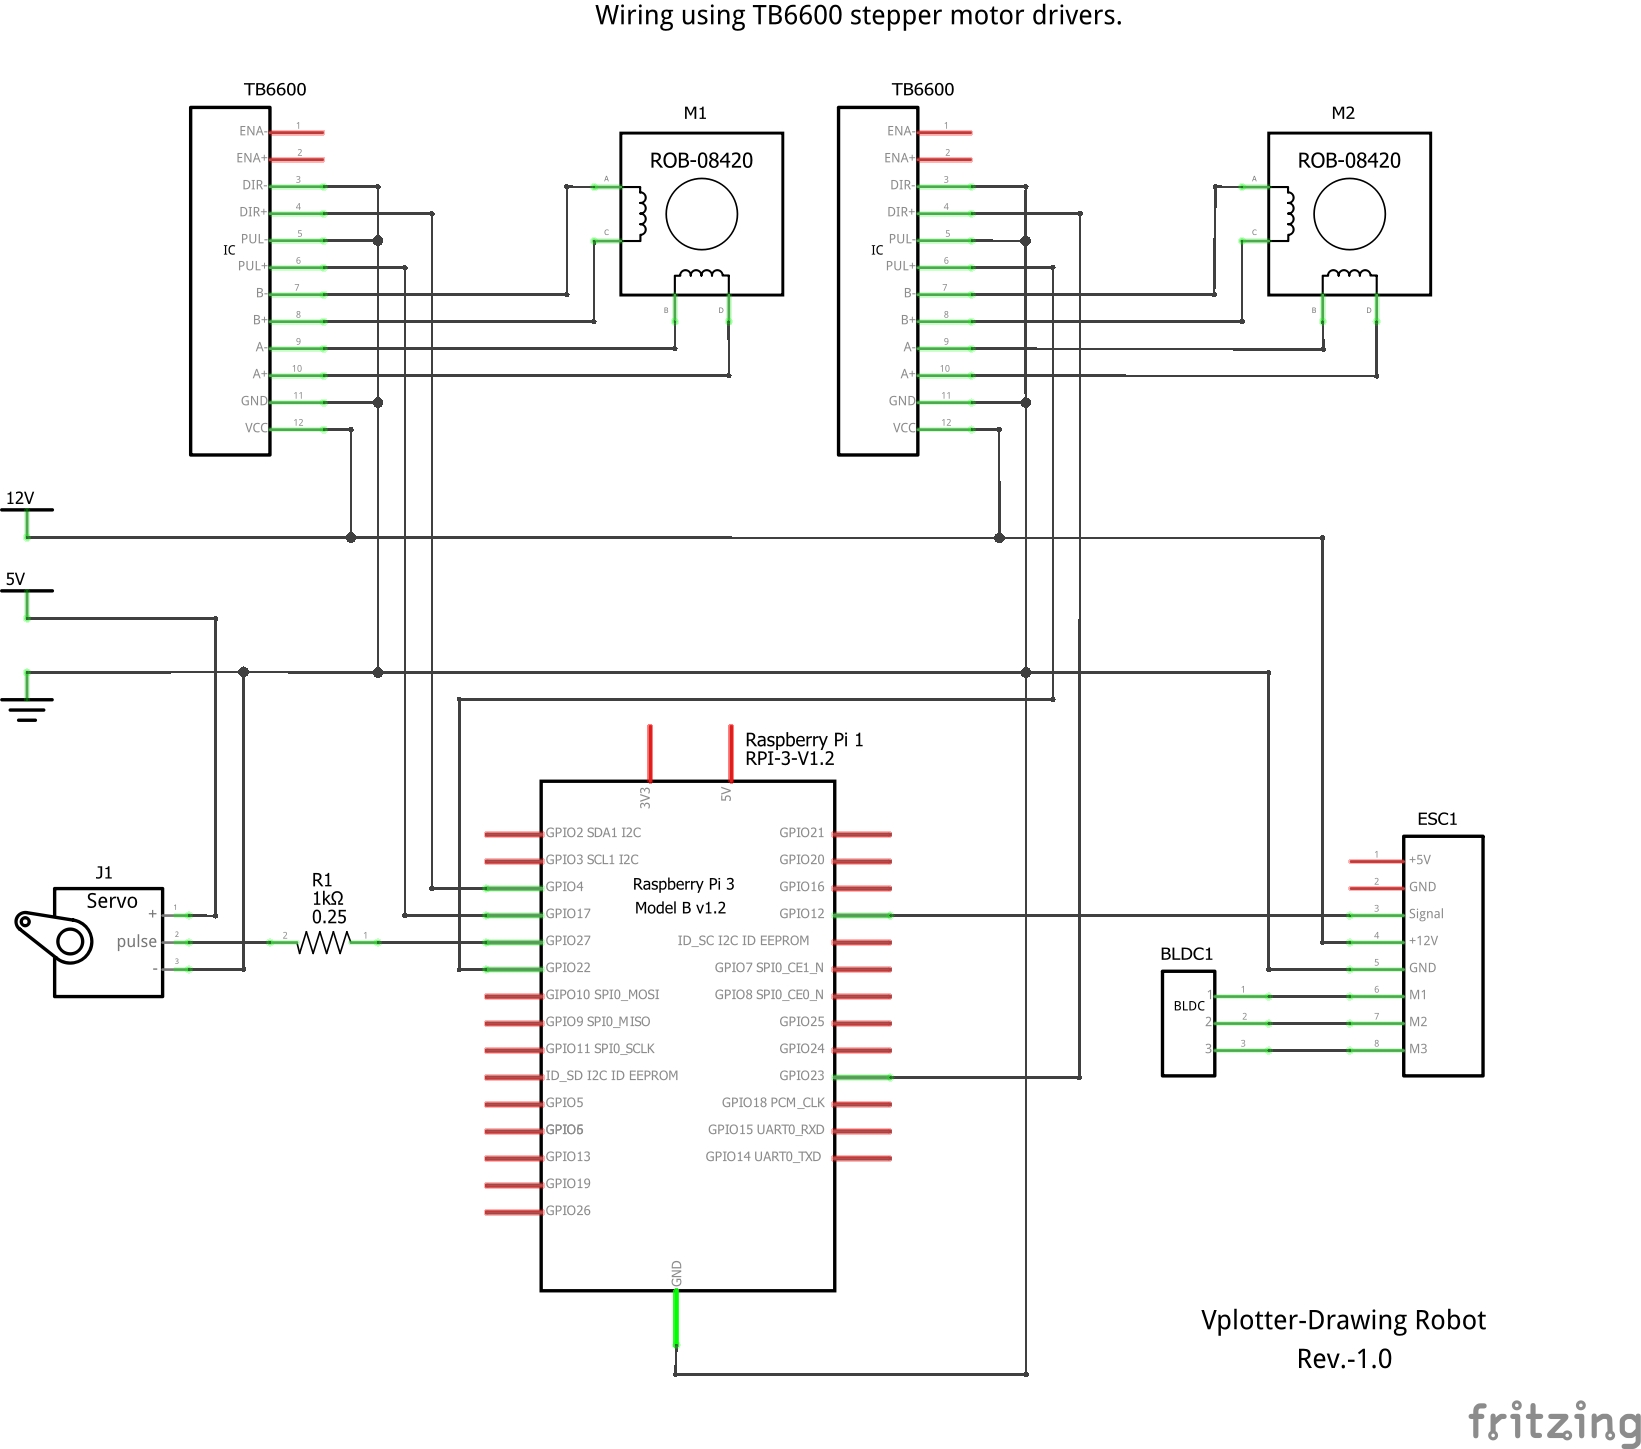 Wiring using TB6600 stepper motor drivers.
TB6600
IC
ENA- 1
ENA+ 2
DIR- 3
DIR+ 4
PUL- 5
PUL+ 6
B- 7
B+ 8
A- 9
A+ 10
GND 11
VCC 12
M1
ROB-08420
A
C
B
D
TB6600
IC
ENA- 1
ENA+ 2
DIR- 3
DIR+ 4
PUL- 5
PUL+ 6
B- 7
B+ 8
A- 9
A+ 10
GND 11
VCC 12
M2
ROB-08420
A
C
B
D
12V
5V
J1
Servo
+ 1
pulse 2
- 3
R1
1kΩ
0.25
2 1
Raspberry Pi 1
RPI-3-V1.2
3V3 5V
Raspberry Pi 3
Model B v1.2
GPIO2 SDA1 I2C
GPIO3 SCL1 I2C
GPIO4
GPIO17
GPIO27
GPIO22
GIPO10 SPI0_MOSI
GPIO9 SPI0_MISO
GPIO11 SPI0_SCLK
ID_SD I2C ID EEPROM
GPIO5
GPIO6
GPIO13
GPIO19
GPIO26
GPIO21
GPIO20
GPIO16
GPIO12
ID_SC I2C ID EEPROM
GPIO7 SPI0_CE1_N
GPIO8 SPI0_CE0_N
GPIO25
GPIO24
GPIO23
GPIO18 PCM_CLK
GPIO15 UART0_RXD
GPIO14 UART0_TXD
GND
BLDC1
BLDC
1 1
2 2
3 3
ESC1
1 +5V
2 GND
3 Signal
4 +12V
5 GND
6 M1
7 M2
8 M3
Vplotter-Drawing Robot
Rev.-1.0
fritzing